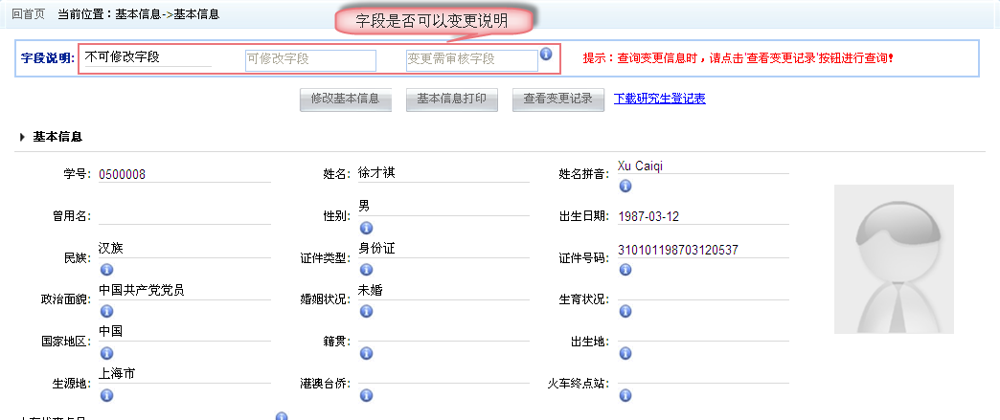 回首页 当前位置：基本信息->基本信息
字段是否可以变更说明
字段说明: 不可修改字段 可修改字段 变更需审核字段 提示：查询变更信息时，请点击'查看变更记录'按钮进行查询!
修改基本信息 基本信息打印 查看变更记录 下载研究生登记表
基本信息
学号: 0500008 姓名: 徐才祺 姓名拼音: Xu Caiqi
曾用名: 性别: 男 出生日期: 1987-03-12
民族: 汉族 证件类型: 身份证 证件号码: 310101198703120537
政治面貌: 中国共产党党员 婚姻状况: 未婚 生育状况:
国家地区: 中国 籍贯: 出生地:
生源地: 上海市 港澳台侨: 火车终点站: